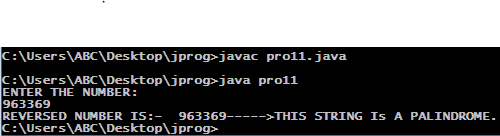 C:\Users\ABC\Desktop\jprog>javac pro11.java
C:\Users\ABC\Desktop\jprog>java pro11
ENTER THE NUMBER:
963369
REVERSED NUMBER IS:-  963369----->THIS STRING Is A PALINDROME.
C:\Users\ABC\Desktop\jprog>